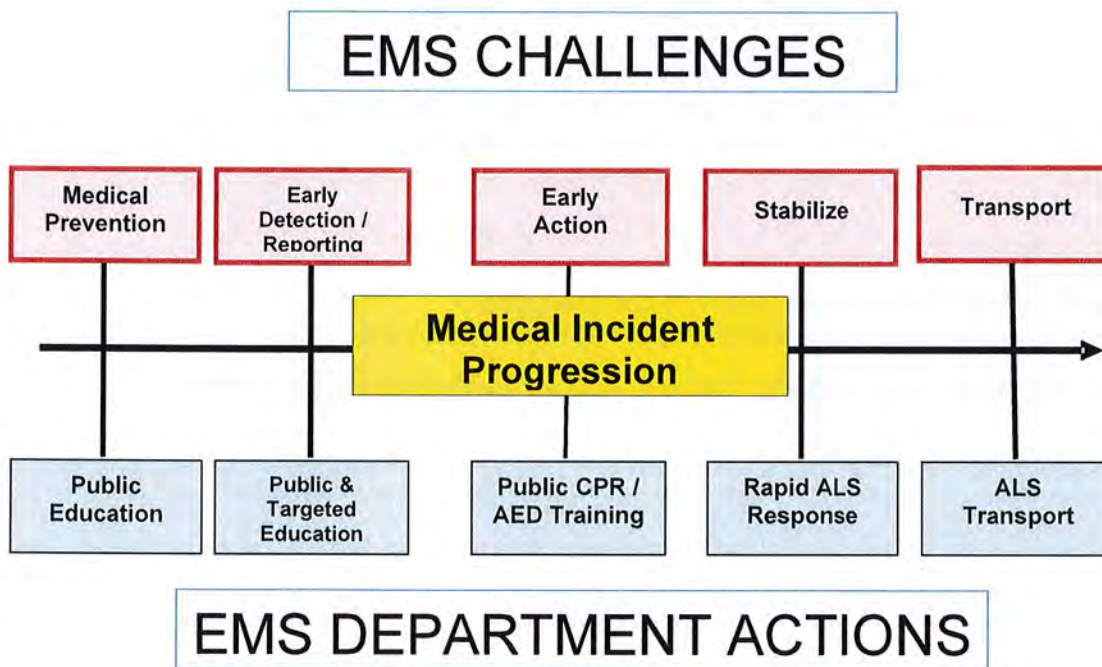 EMS CHALLENGES
Medical
Prevention
Early
Detection /
Reporting
Early
Action
Stabilize
Transport
Medical Incident
Progression
Public
Education
Public &
Targeted
Education
Public CPR /
AED Training
Rapid ALS
Response
ALS
Transport
EMS DEPARTMENT ACTIONS